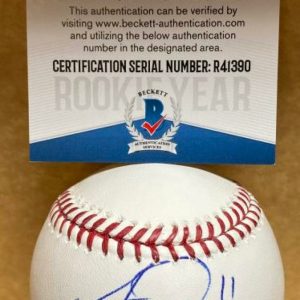 This authentication can be verified by
visiting www.beckett-authentication.com
and utilizing the below authentication
number in the designated area.
CERTIFICATION SERIAL NUMBER: R41390
ROOKIE YEAR
BECKETT
B
AUTHENTICATION
SERVICES
11